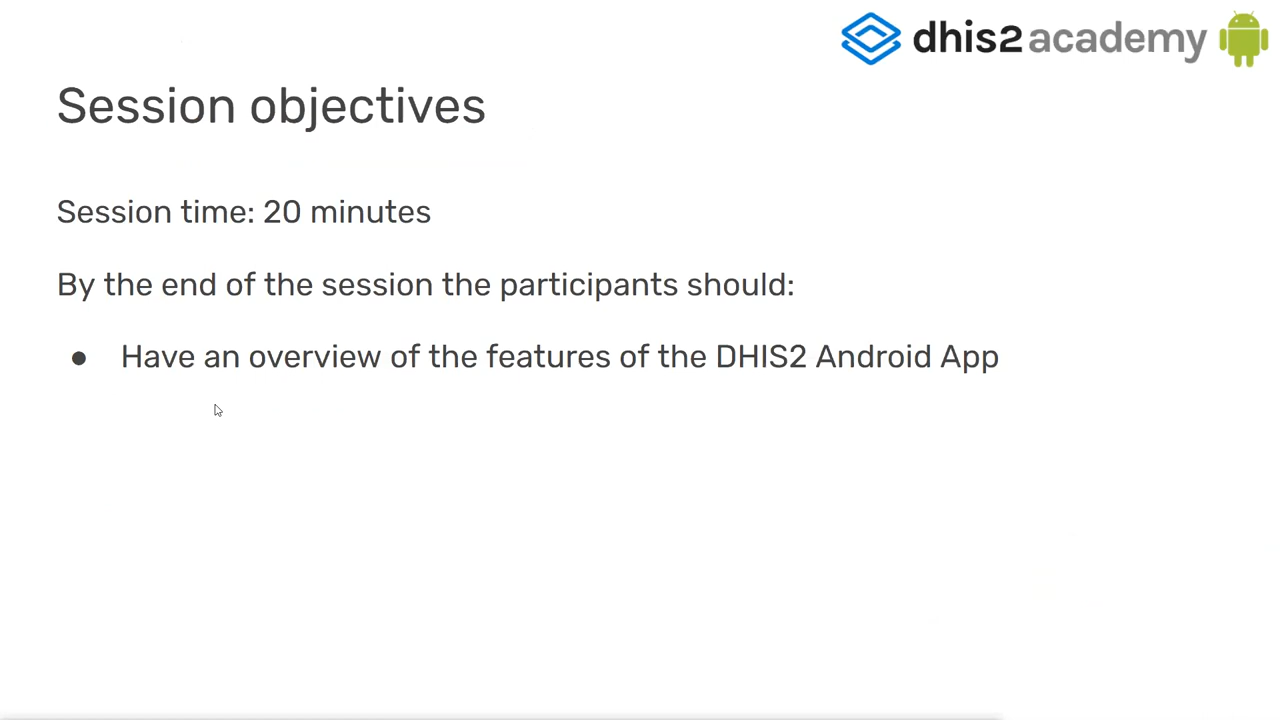 dhis2 academy
Session objectives
Session time: 20 minutes
By the end of the session the participants should:
● Have an overview of the features of the DHIS2 Android App